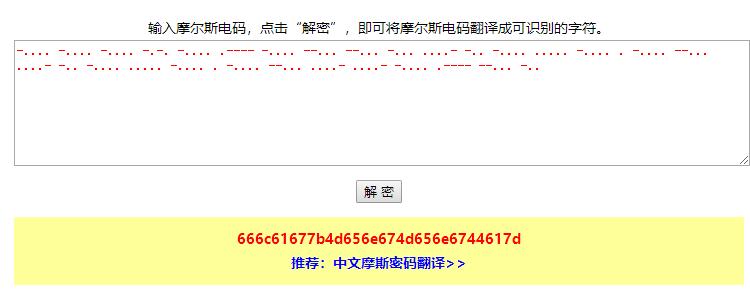 输入摩尔斯电码，点击“解密”，即可将摩尔斯电码翻译成可识别的字符。
-.... -.... -.... -.-. -.... .---- -.... --... --... -... ....- -.. -.... ..... -.... . -.... --...
....- -.. -.... ..... -.... . -.... --... ....- ....- -.... .---- --... -..
解 密
666c61677b4d656e674d656e6744617d
推荐：中文摩斯密码翻译>>